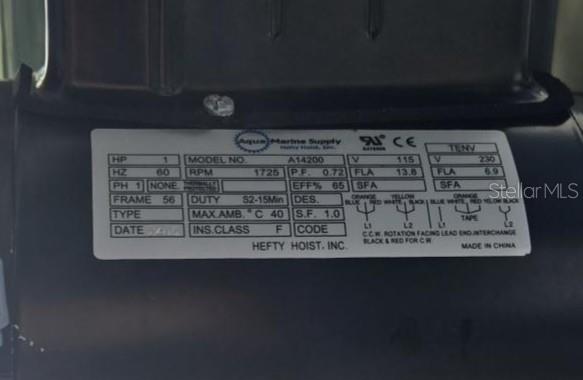 Aqua Marine Supply
Hefty Hoist, Inc.
CE
TENV
HP 1 MODEL NO. A14200 V 115 V 230
HZ 60 RPM 1725 P.F. 0.72 FLA 13.8 FLA 6.9
PH 1 NONE. THERMALLY PROTECTED EFF% 65 SFA SFA
FRAME 56 DUTY S2-15Min DES.
TYPE MAX.AMB. °C 40 S.F. 1.0
DATE INS.CLASS F CODE
ORANGE YELLOW ORANGE
BLUE RED WHITE BLACK BLUE WHITE RED YELLOW BLACK
TAPE
L1 L2 L1 L2
C.C.W. ROTATION FACING LEAD END,INTERCHANGE
BLACK & RED FOR C.W.
HEFTY HOIST, INC.
MADE IN CHINA
StellarMLS